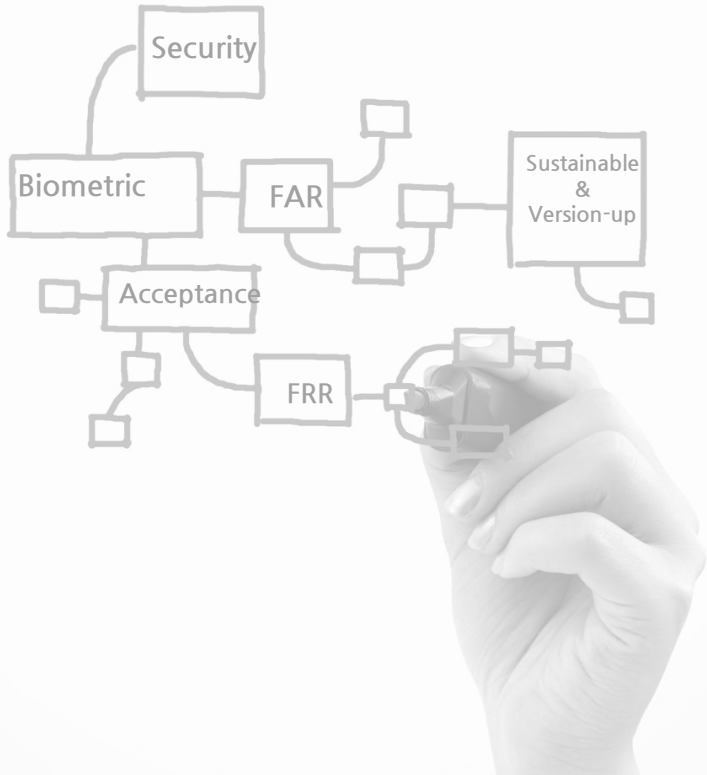 Security
Biometric
FAR
Sustainable
&
Version-up
Acceptance
FRR